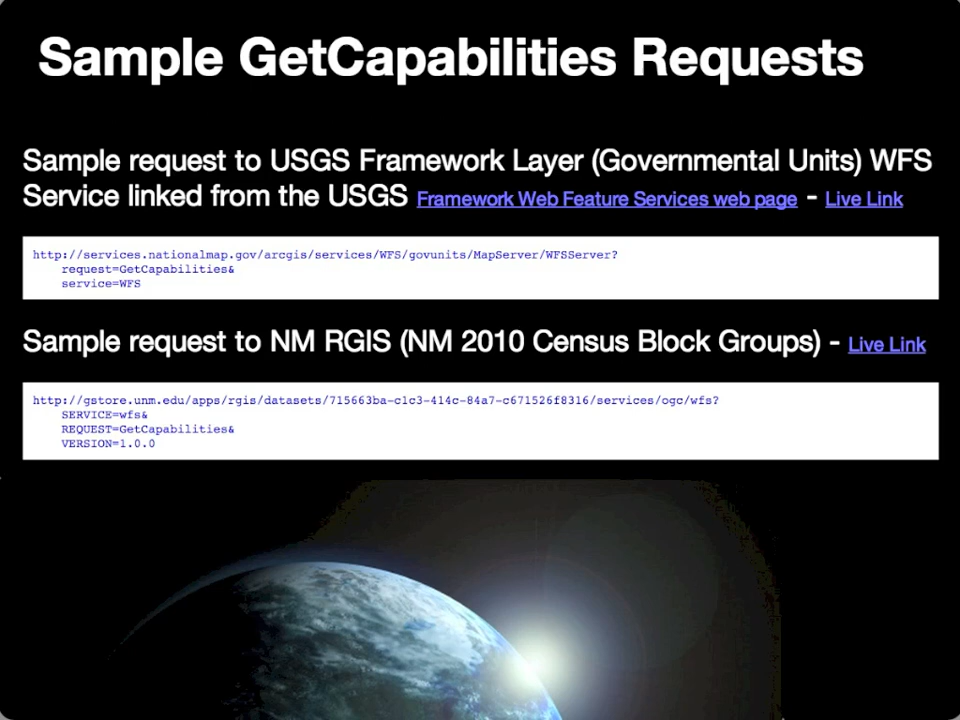 Sample GetCapabilities Requests
Sample request to USGS Framework Layer (Governmental Units) WFS
Service linked from the USGS Framework Web Feature Services web page - Live Link
http://services.nationalmap.gov/arcgis/services/WFS/govunits/MapServer/WFSServer?
request=GetCapabilities&
service=WFS
Sample request to NM RGIS (NM 2010 Census Block Groups) - Live Link
http://gstore.unm.edu/apps/rgis/datasets/715663ba-c1c3-414c-84a7-c671526f8316/services/ogc/wfs?
SERVICE=wfs&
REQUEST=GetCapabilities&
VERSION=1.0.0